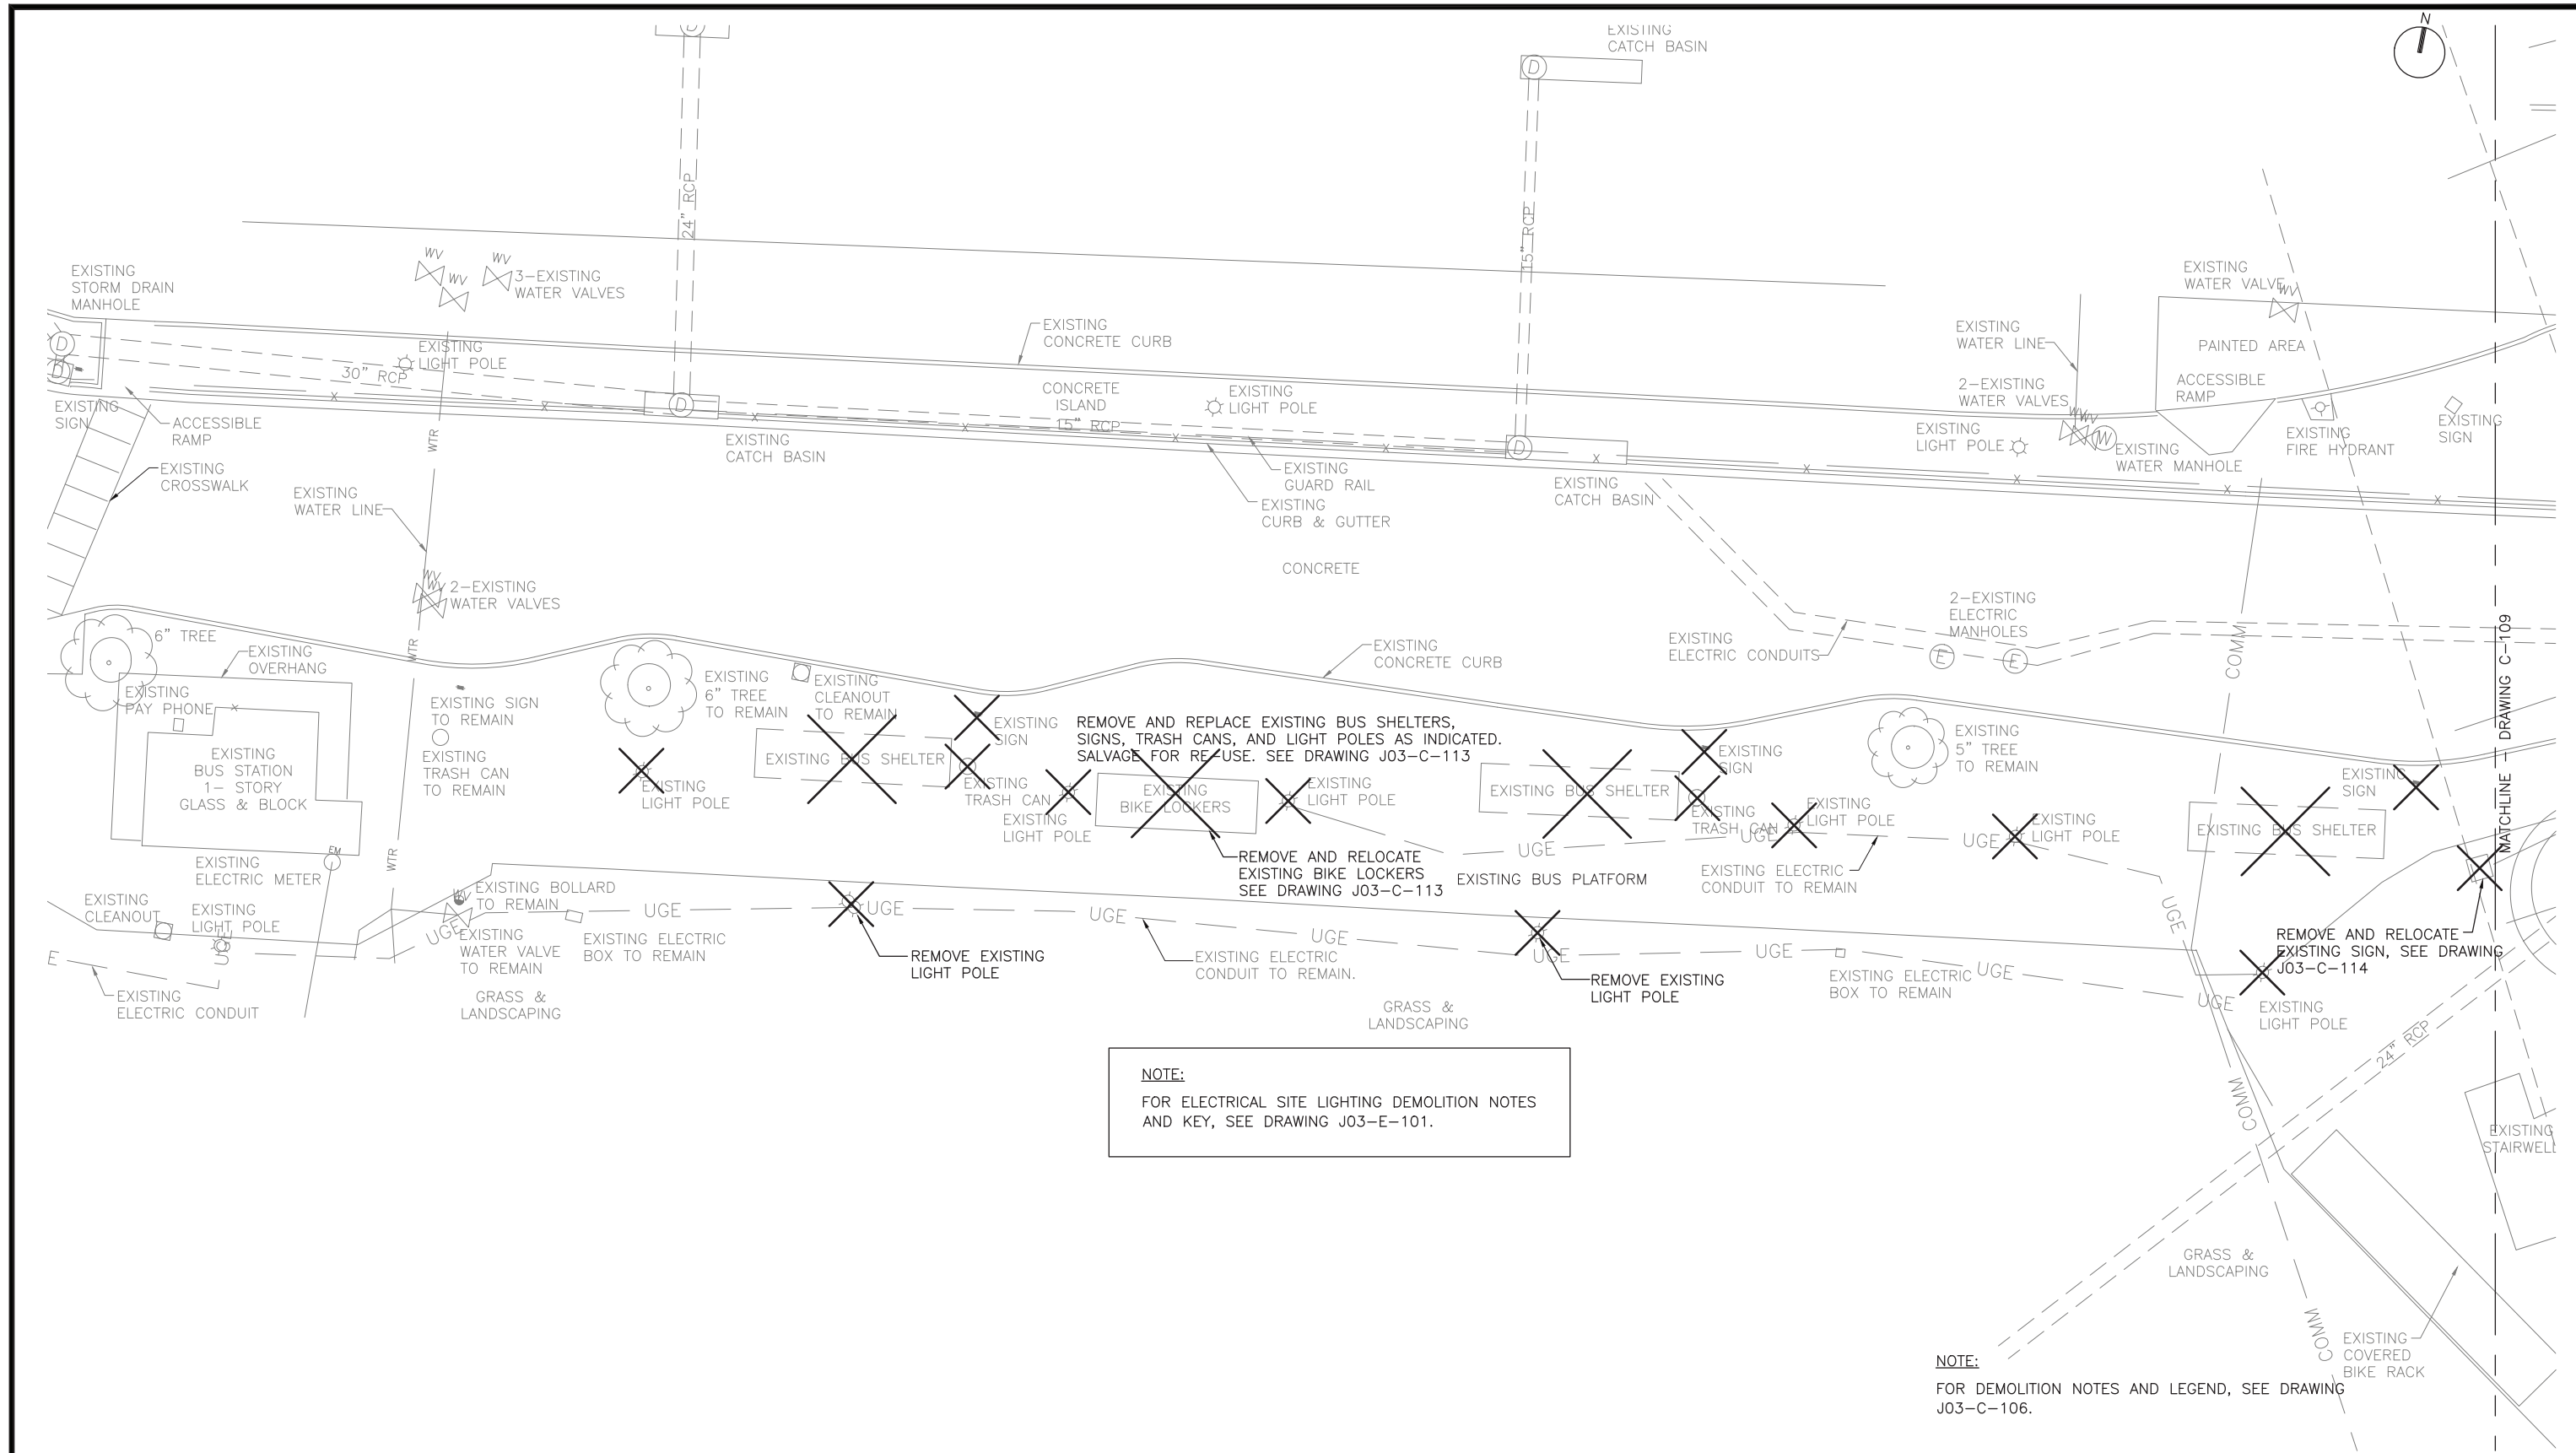 N
EXISTING
CATCH BASIN
D
D
24" RCP
15" RCP
EXISTING
STORM DRAIN
MANHOLE
WV
WV
WV
3-EXISTING
WATER VALVES
EXISTING
WATER VALVE
WV
EXISTING
CONCRETE CURB
EXISTING
WATER LINE
PAINTED AREA
D
D
EXISTING
LIGHT POLE
30" RCP
EXISTING
SIGN
ACCESSIBLE
RAMP
X
X
D
X
X
CONCRETE
ISLAND
15" RCP
X
X
EXISTING
LIGHT POLE
D
X
X
X
X
X
2-EXISTING
WATER VALVES
WV
WV
W
ACCESSIBLE
RAMP
EXISTING
LIGHT POLE
EXISTING
WATER MANHOLE
EXISTING
FIRE HYDRANT
EXISTING
SIGN
EXISTING
CATCH BASIN
EXISTING
CROSSWALK
WTR
EXISTING
WATER LINE
EXISTING
GUARD RAIL
EXISTING
CURB & GUTTER
EXISTING
CATCH BASIN
CONCRETE
WV
WV
2-EXISTING
WATER VALVES
2-EXISTING
ELECTRIC
MANHOLES
EXISTING
ELECTRIC CONDUITS
E
E
COMM
MATCHLINE - DRAWING C-109
6" TREE
WTR
EXISTING
OVERHANG
EXISTING
PAY PHONE
X
EXISTING
BUS STATION
1- STORY
GLASS & BLOCK
EXISTING SIGN
TO REMAIN
EXISTING
TRASH CAN
TO REMAIN
EXISTING
6" TREE
TO REMAIN
EXISTING
CLEANOUT
TO REMAIN
EXISTING
CONCRETE CURB
EXISTING
SIGN
REMOVE AND REPLACE EXISTING BUS SHELTERS,
SIGNS, TRASH CANS, AND LIGHT POLES AS INDICATED.
SALVAGE FOR RE-USE. SEE DRAWING J03-C-113
EXISTING BUS SHELTER
EXISTING
LIGHT POLE
EXISTING
TRASH CAN
EXISTING
LIGHT POLE
EXISTING
BIKE LOCKERS
EXISTING
LIGHT POLE
EXISTING BUS SHELTER
EXISTING
SIGN
EXISTING
TRASH CAN
EXISTING
LIGHT POLE
EXISTING
5" TREE
TO REMAIN
EXISTING
LIGHT POLE
EXISTING
SIGN
EXISTING BUS SHELTER
UGE
UGE
UGE
REMOVE AND RELOCATE
EXISTING BIKE LOCKERS
SEE DRAWING J03-C-113
EXISTING BUS PLATFORM
EXISTING ELECTRIC
CONDUIT TO REMAIN
WTR
EM
EXISTING
ELECTRIC METER
EXISTING
CLEANOUT
EXISTING
LIGHT POLE
UGE
E
EXISTING
ELECTRIC CONDUIT
WV
EXISTING BOLLARD
TO REMAIN
UGE
EXISTING
WATER VALVE
TO REMAIN
UGE
EXISTING ELECTRIC
BOX TO REMAIN
GRASS &
LANDSCAPING
UGE
REMOVE EXISTING
LIGHT POLE
UGE
EXISTING ELECTRIC
CONDUIT TO REMAIN.
UGE
UGE
REMOVE EXISTING
LIGHT POLE
UGE
EXISTING ELECTRIC
BOX TO REMAIN
UGE
UGE
UGE
REMOVE AND RELOCATE
EXISTING SIGN, SEE DRAWING
J03-C-114
EXISTING
LIGHT POLE
GRASS &
LANDSCAPING
24" RCP
COMM
EXISTING
STAIRWELL
NOTE:
FOR ELECTRICAL SITE LIGHTING DEMOLITION NOTES
AND KEY, SEE DRAWING J03-E-101.
GRASS &
LANDSCAPING
COMM
EXISTING
COVERED
BIKE RACK
NOTE:
FOR DEMOLITION NOTES AND LEGEND, SEE DRAWING
J03-C-106.